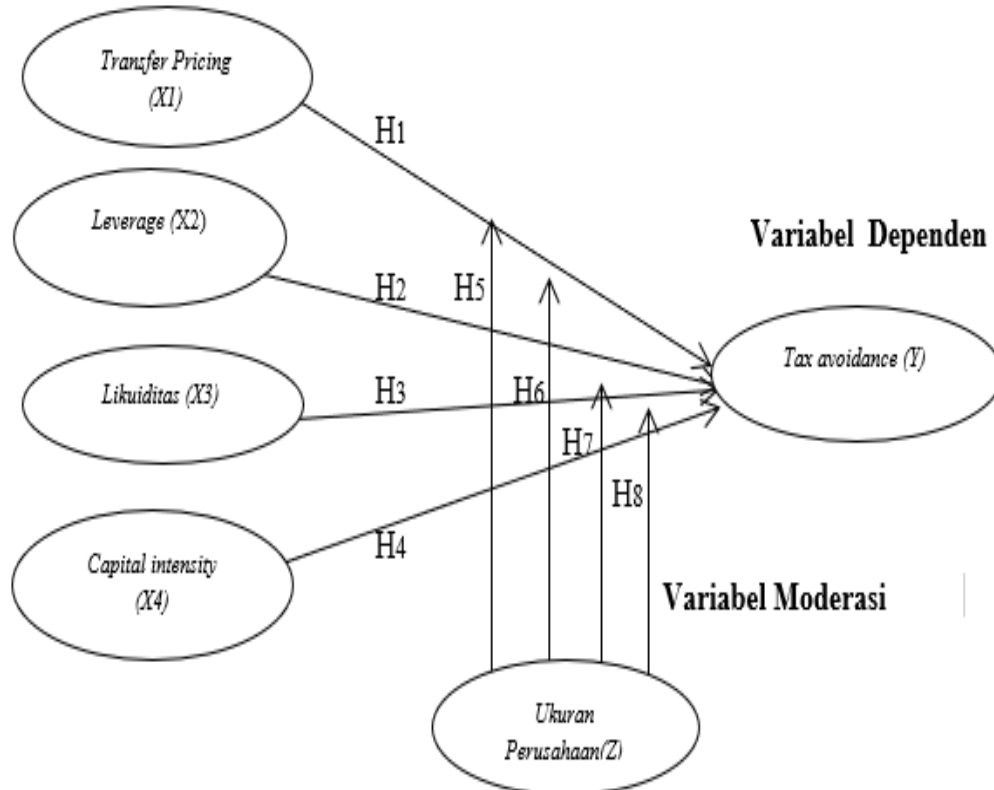 Transfer Pricing
(X1)
H1
Leverage (X2)
Variabel Dependen
H2
H5
Tax avoidance (Y)
Likuiditas (X3)
H3
H6
H7
H8
Capital intensity
(X4)
H4
Variabel Moderasi
Ukuran
Perusahaan(Z)